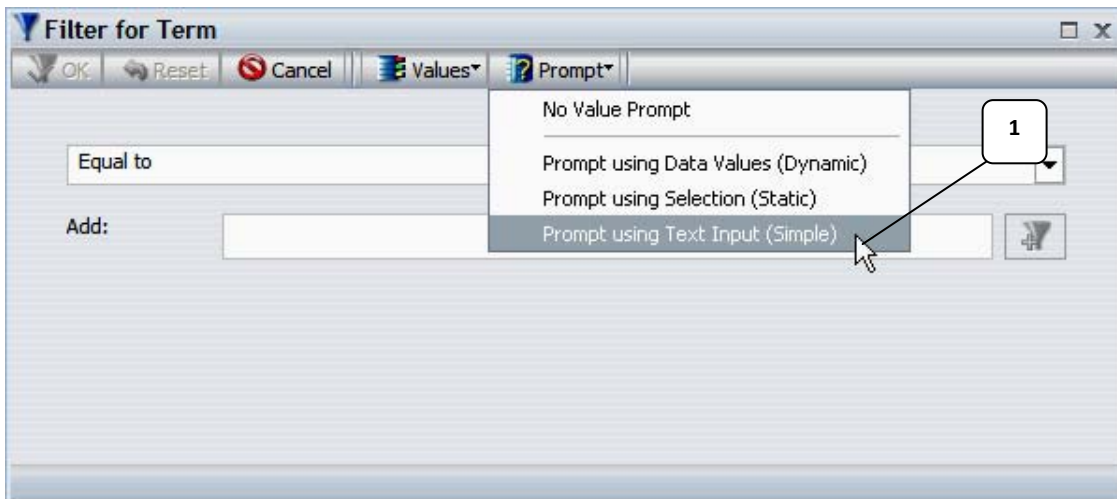 Filter for Term
OK Reset Cancel Values Prompt
No Value Prompt
1
Equal to
Prompt using Data Values (Dynamic)
Prompt using Selection (Static)
Add:
Prompt using Text Input (Simple)